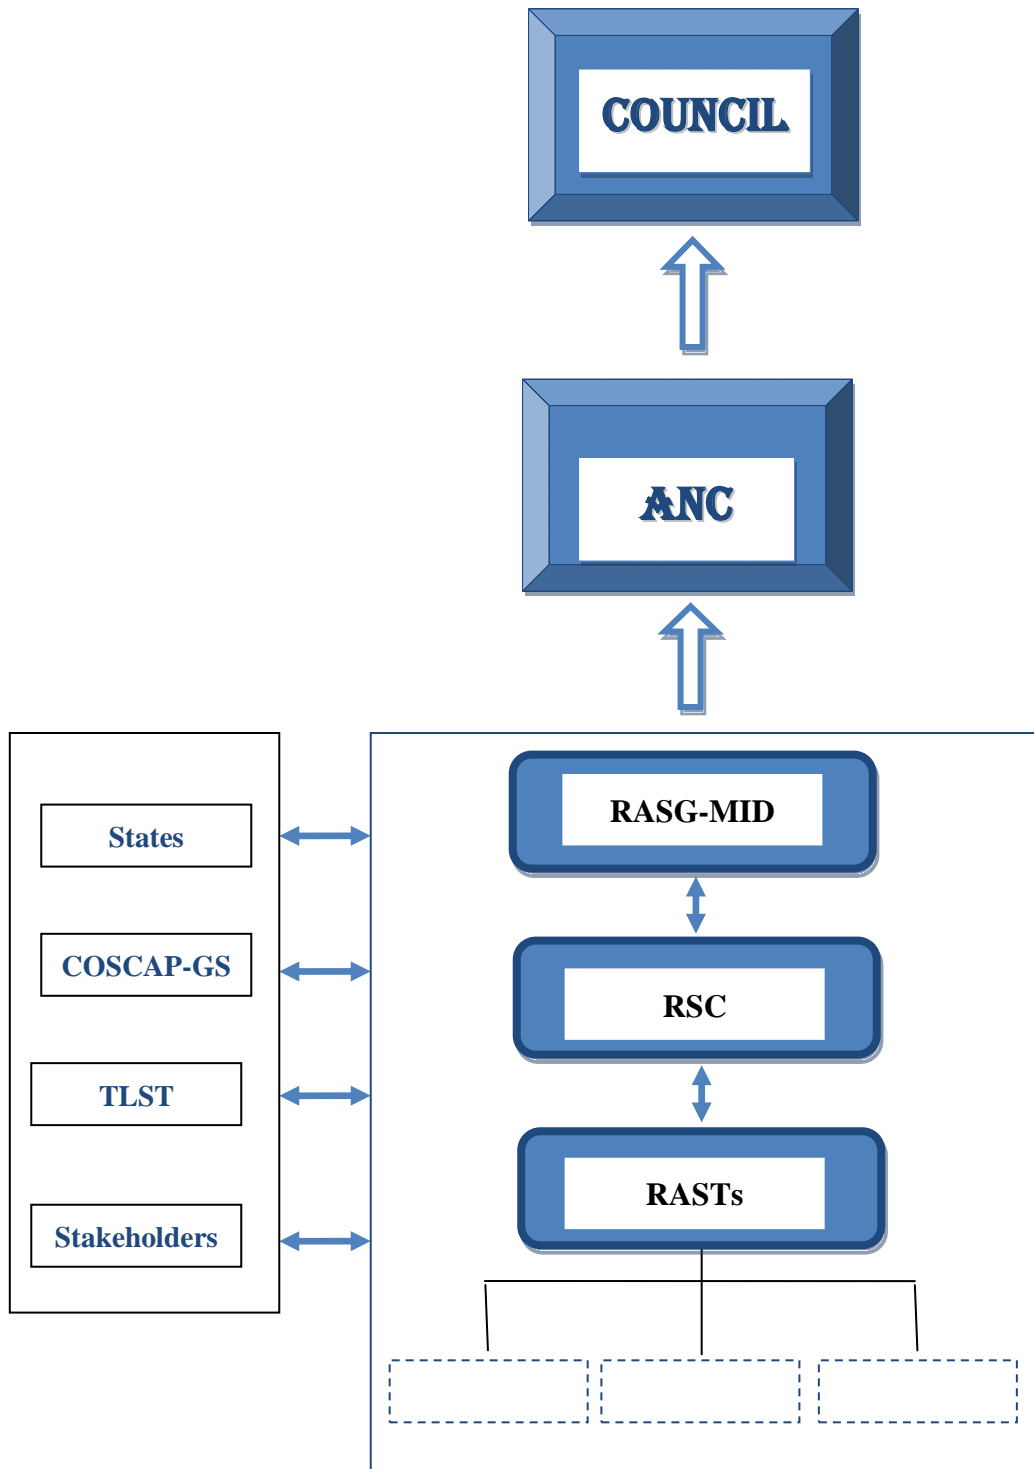 COUNCIL
ANC
RASG-MID
States
COSCAP-GS
RSC
TLST
RASTs
Stakeholders